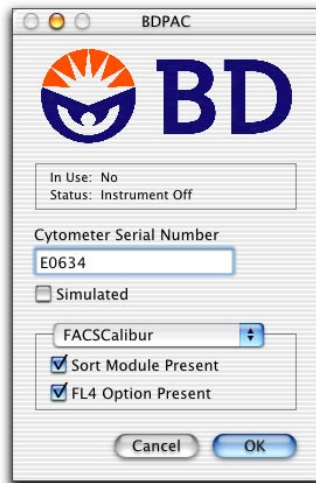 BDPAC
BD
In Use: No
Status: Instrument Off
Cytometer Serial Number
E0634
Simulated
FACSCalibur
Sort Module Present
FL4 Option Present
Cancel OK